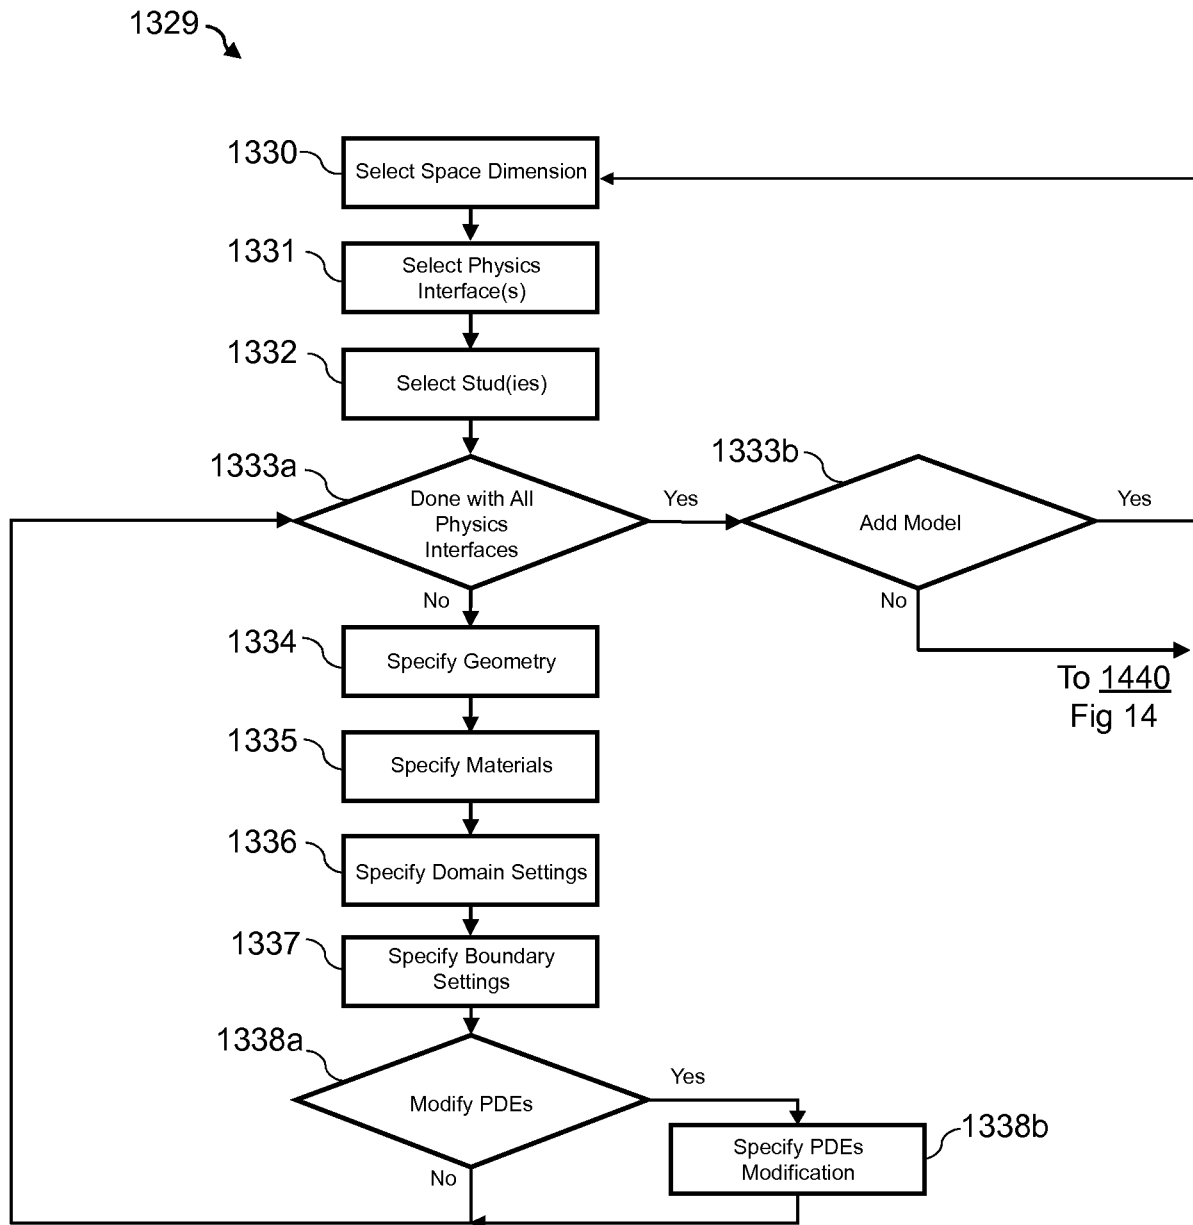 1329
1330
Select Space Dimension
1331
Select Physics
Interface(s)
1332
Select Stud(ies)
1333a
Done with All
Physics
Interfaces
Yes
No
1333b
Add Model
Yes
No
To 1440
Fig 14
1334
Specify Geometry
1335
Specify Materials
1336
Specify Domain Settings
1337
Specify Boundary
Settings
1338a
Modify PDEs
Yes
No
1338b
Specify PDEs
Modification